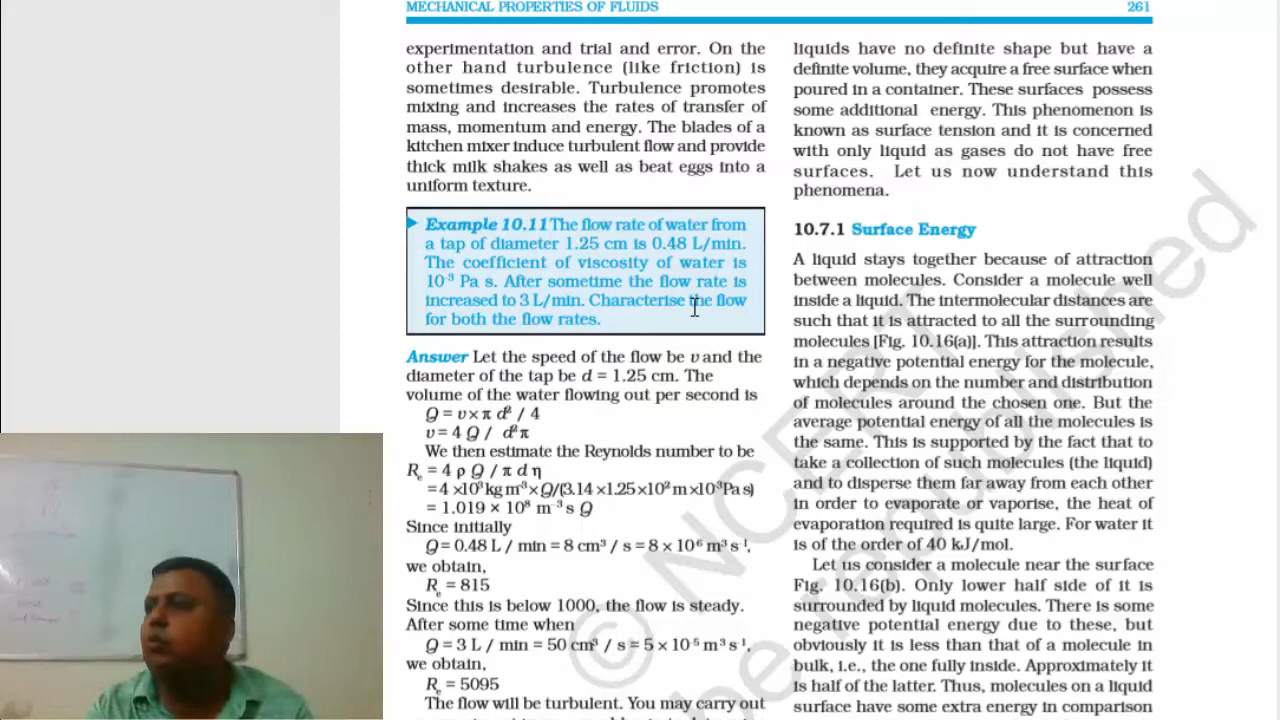 MECHANICAL PROPERTIES OF FLUIDS 261
experimentation and trial and error. On the
other hand turbulence (like friction) is
sometimes desirable. Turbulence promotes
mixing and increases the rates of transfer of
mass, momentum and energy. The blades of a
kitchen mixer induce turbulent flow and provide
thick milk shakes as well as beat eggs into a
uniform texture.
Example 10.11 The flow rate of water from
a tap of diameter 1.25 cm is 0.48 L/min.
The coefficient of viscosity of water is
10⁻³ Pa s. After sometime the flow rate is
increased to 3 L/min. Characterise the flow
for both the flow rates.
Answer Let the speed of the flow be v and the
diameter of the tap be d = 1.25 cm. The
volume of the water flowing out per second is
Q = v × π d² / 4
v = 4 Q / d² π
We then estimate the Reynolds number to be
Rₑ = 4 ρ Q / π d η
= 4 ×10³ kg m⁻³ × Q/(3.14 ×1.25 ×10⁻² m ×10⁻³ Pa s)
= 1.019 × 10⁸ m⁻³ s Q
Since initially
Q = 0.48 L / min = 8 cm³ / s = 8 × 10⁻⁶ m³ s⁻¹,
we obtain,
Rₑ = 815
Since this is below 1000, the flow is steady.
After some time when
Q = 3 L / min = 50 cm³ / s = 5 × 10⁻⁵ m³ s⁻¹,
we obtain,
Rₑ = 5095
The flow will be turbulent. You may carry out
liquids have no definite shape but have a
definite volume, they acquire a free surface when
poured in a container. These surfaces possess
some additional energy. This phenomenon is
known as surface tension and it is concerned
with only liquid as gases do not have free
surfaces. Let us now understand this
phenomena.
10.7.1 Surface Energy
A liquid stays together because of attraction
between molecules. Consider a molecule well
inside a liquid. The intermolecular distances are
such that it is attracted to all the surrounding
molecules [Fig. 10.16(a)]. This attraction results
in a negative potential energy for the molecule,
which depends on the number and distribution
of molecules around the chosen one. But the
average potential energy of all the molecules is
the same. This is supported by the fact that to
take a collection of such molecules (the liquid)
and to disperse them far away from each other
in order to evaporate or vaporise, the heat of
evaporation required is quite large. For water it
is of the order of 40 kJ/mol.
Let us consider a molecule near the surface
Fig. 10.16(b). Only lower half side of it is
surrounded by liquid molecules. There is some
negative potential energy due to these, but
obviously it is less than that of a molecule in
bulk, i.e., the one fully inside. Approximately it
is half of the latter. Thus, molecules on a liquid
surface have some extra energy in comparison
© NCERT
be republished